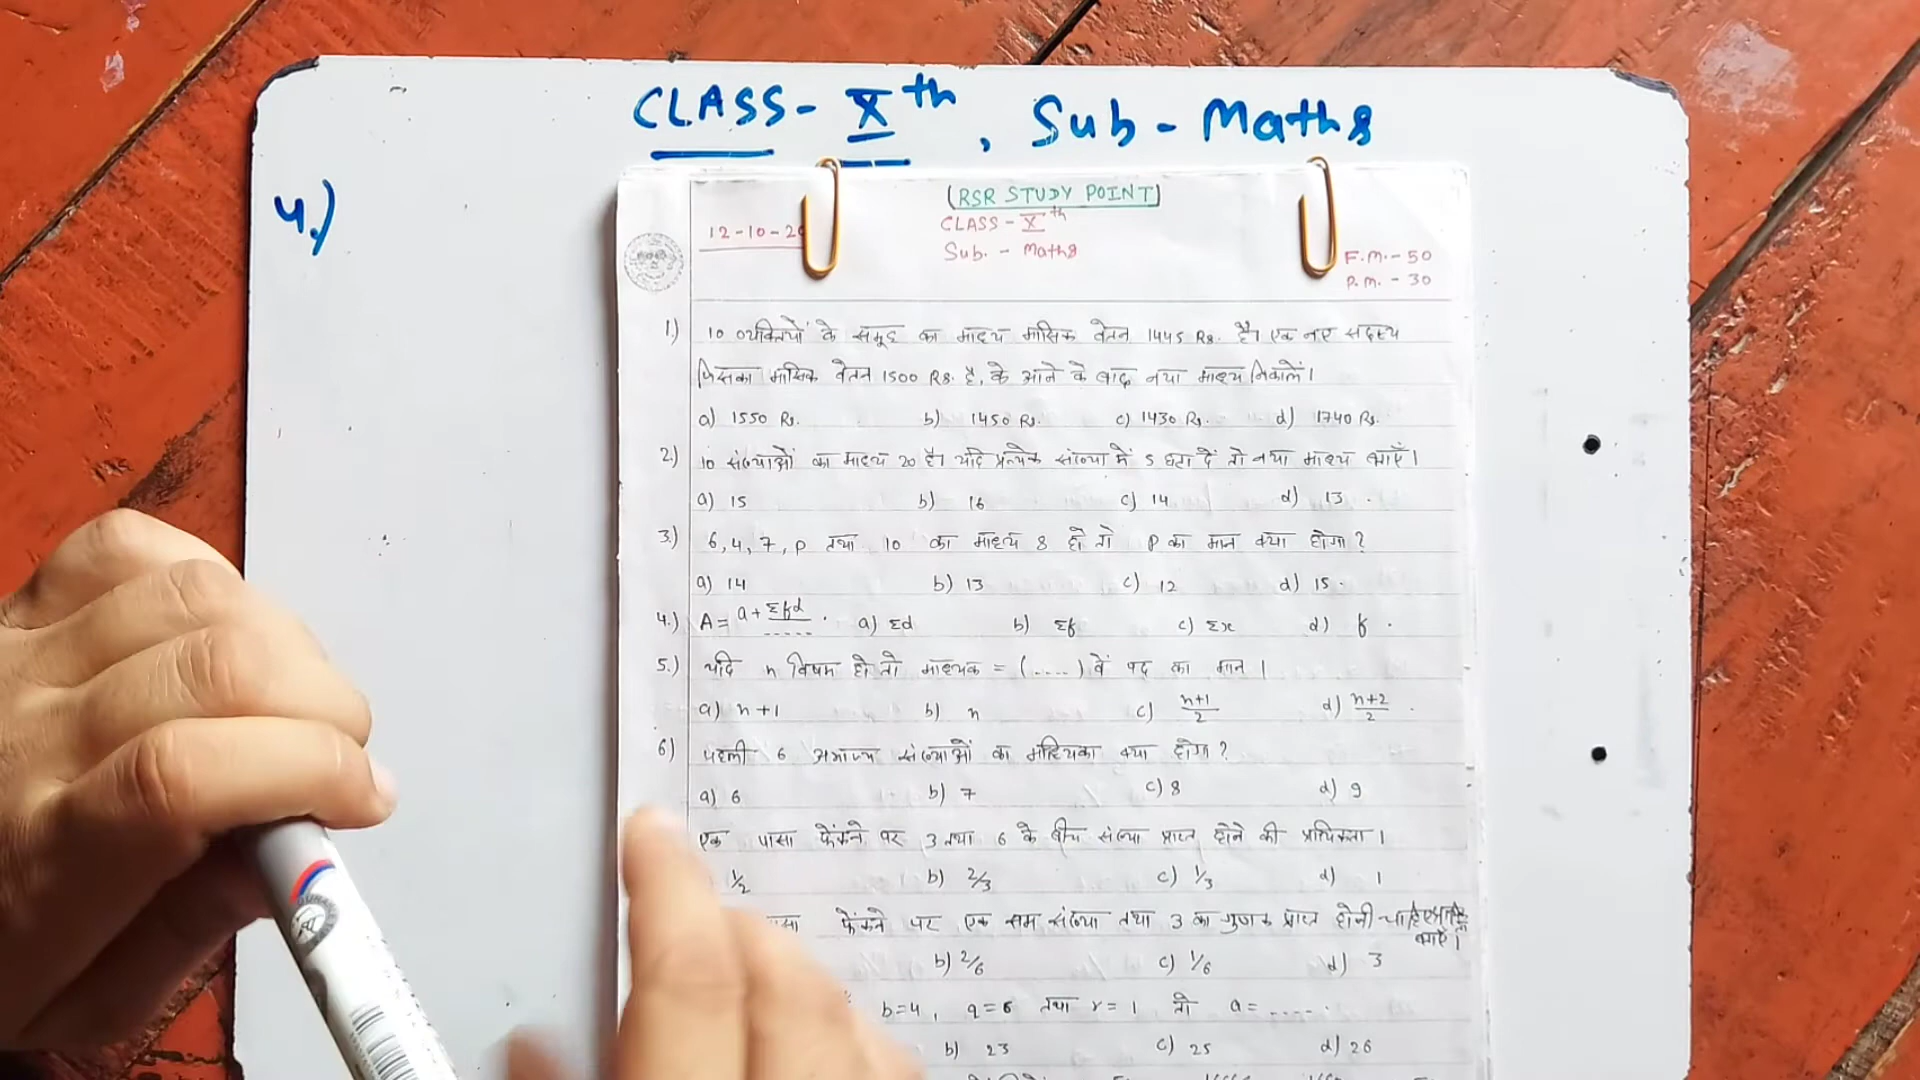 CLASS - Xth, Sub - Maths
4.)
(RSR STUDY POINT)
12-10-20
CLASS - Xth
Sub. - Maths
F.M. - 50
P.M. - 30
1.) 10 व्यक्तियों के समूह का माध्य मासिक वेतन 1445 Rs. है। एक नए सदस्य
जिसका मासिक वेतन 1500 Rs. है, के आने के बाद नया माध्य निकालें।
a) 1550 Rs. b) 1450 Rs. c) 1430 Rs. d) 1740 Rs.
2.) 10 संख्याओं का माध्य 20 है। यदि प्रत्येक संख्या में 5 घटा दें तो नया माध्य बताएँ।
a) 15 b) 16 c) 14 d) 13 .
3.) 6, 4, 7, p तथा 10 का माध्य 8 हो तो p का मान क्या होगा?
a) 14 b) 13 c) 12 d) 15 .
4.) A = a + Σfd / ..... . a) Σd b) Σf c) Σx d) f .
5.) यदि n विषम हो तो माध्यक = (....) वें पद का मान।
a) n+1 b) n c) n+1/2 d) n+2/2 .
6) पहली 6 अभाज्य संख्याओं का माध्यिका क्या होगा?
a) 6 b) 7 c) 8 d) 9
एक पासा फेंकने पर 3 तथा 6 के बीच संख्या प्राप्त होने की प्रायिकता।
1/2 b) 2/3 c) 1/3 d) 1
फेंकने पर एक सम संख्या तथा 3 का गुणक प्राप्त होनी
बताएँ।
b) 2/6 c) 1/6 d) 3
b=4, q=6 तथा r=1 तो a= .....
b) 23 c) 25 d) 26